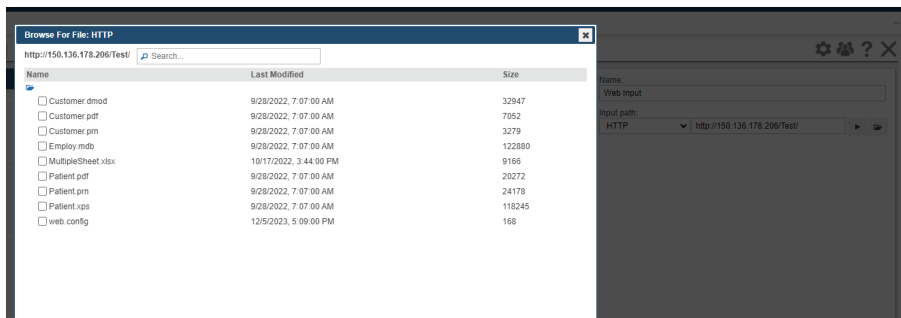 Browse For File: HTTP
http://150.136.178.206/Test/ Search...
Name Last Modified Size
Customer.dmod 9/28/2022, 7:07:00 AM 32947
Customer.pdf 9/28/2022, 7:07:00 AM 7052
Customer.prn 9/28/2022, 7:07:00 AM 3279
Employ.mdb 9/28/2022, 7:07:00 AM 122880
MultipleSheet.xlsx 10/17/2022, 3:44:00 PM 9166
Patient.pdf 9/28/2022, 7:07:00 AM 20272
Patient.prn 9/28/2022, 7:07:00 AM 24178
Patient.xps 9/28/2022, 7:07:00 AM 118245
web.config 12/5/2023, 5:09:00 PM 168
Name:
Web Input
Input path:
HTTP http://150.136.178.206/Test/